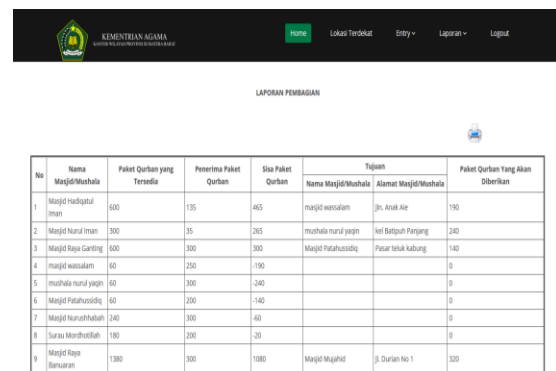 KEMENTRIAN AGAMA
KANTOR WILAYAH PROVINSI SUMATERA BARAT
Home Lokasi Terdekat Entry Laporan Logout
LAPORAN PEMBAGIAN
No Nama Masjid/Mushala Paket Qurban yang Tersedia Penerima Paket Qurban Sisa Paket Qurban Tujuan Paket Qurban Yang Akan Diberikan
Nama Masjid/Mushala Alamat Masjid/Mushala
1 Masjid Hadiqatul Iman 600 135 465 masjid wassalam Jln. Anak Aie 190
2 Masjid Nurul Iman 300 35 265 mushala nurul yaqin kel Batipuh Panjang 240
3 Masjid Raya Ganting 600 300 300 Masjid Patahussidiq Pasar teluk kabung 140
4 masjid wassalam 60 250 -190 0
5 mushala nurul yaqin 60 300 -240 0
6 Masjid Patahussidiq 60 200 -140 0
7 Masjid Nurushhabah 240 300 -60 0
8 Surau Mordhotillah 180 200 -20 0
9 Masjid Raya Banuaran 1380 300 1080 Masjid Mujahid Jl. Durian No 1 320